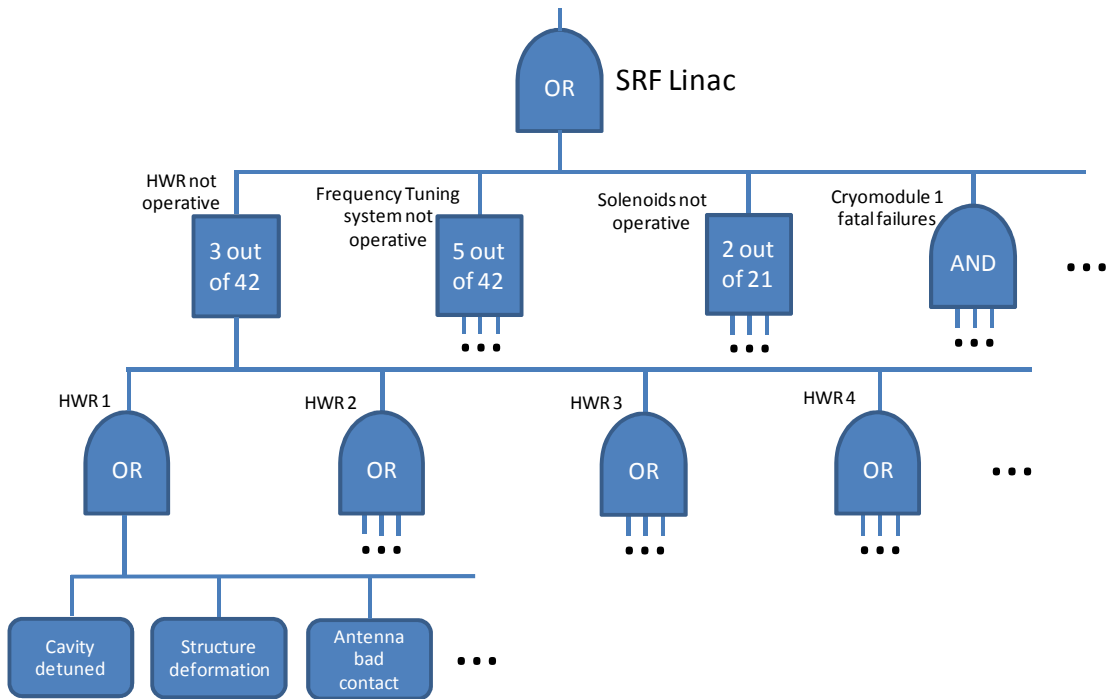 OR
SRF Linac
HWR not
operative
Frequency Tuning
system not
operative
Solenoids not
operative
Cryomodule 1
fatal failures
3 out
of 42
5 out
of 42
2 out
of 21
AND
...
...
...
...
HWR 1
HWR 2
HWR 3
HWR 4
OR
OR
OR
OR
...
...
...
...
Cavity
detuned
Structure
deformation
Antenna
bad
contact
...